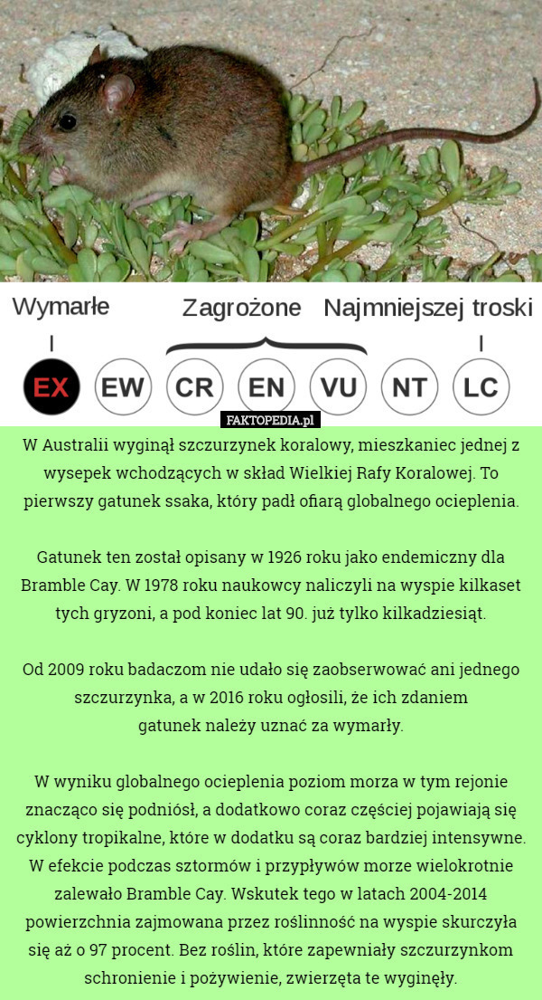 Wymarłe Zagrożone Najmniejszej troski
EX EW CR EN VU NT LC
FAKTOPEDIA.pl
W Australii wyginął szczurzynek koralowy, mieszkaniec jednej z
wysepek wchodzących w skład Wielkiej Rafy Koralowej. To
pierwszy gatunek ssaka, który padł ofiarą globalnego ocieplenia.
Gatunek ten został opisany w 1926 roku jako endemiczny dla
Bramble Cay. W 1978 roku naukowcy naliczyli na wyspie kilkaset
tych gryzoni, a pod koniec lat 90. już tylko kilkadziesiąt.
Od 2009 roku badaczom nie udało się zaobserwować ani jednego
szczurzynka, a w 2016 roku ogłosili, że ich zdaniem
gatunek należy uznać za wymarły.
W wyniku globalnego ocieplenia poziom morza w tym rejonie
znacząco się podniósł, a dodatkowo coraz częściej pojawiają się
cyklony tropikalne, które w dodatku są coraz bardziej intensywne.
W efekcie podczas sztormów i przypływów morze wielokrotnie
zalewało Bramble Cay. Wskutek tego w latach 2004-2014
powierzchnia zajmowana przez roślinność na wyspie skurczyła
się aż o 97 procent. Bez roślin, które zapewniały szczurzynkom
schronienie i pożywienie, zwierzęta te wyginęły.